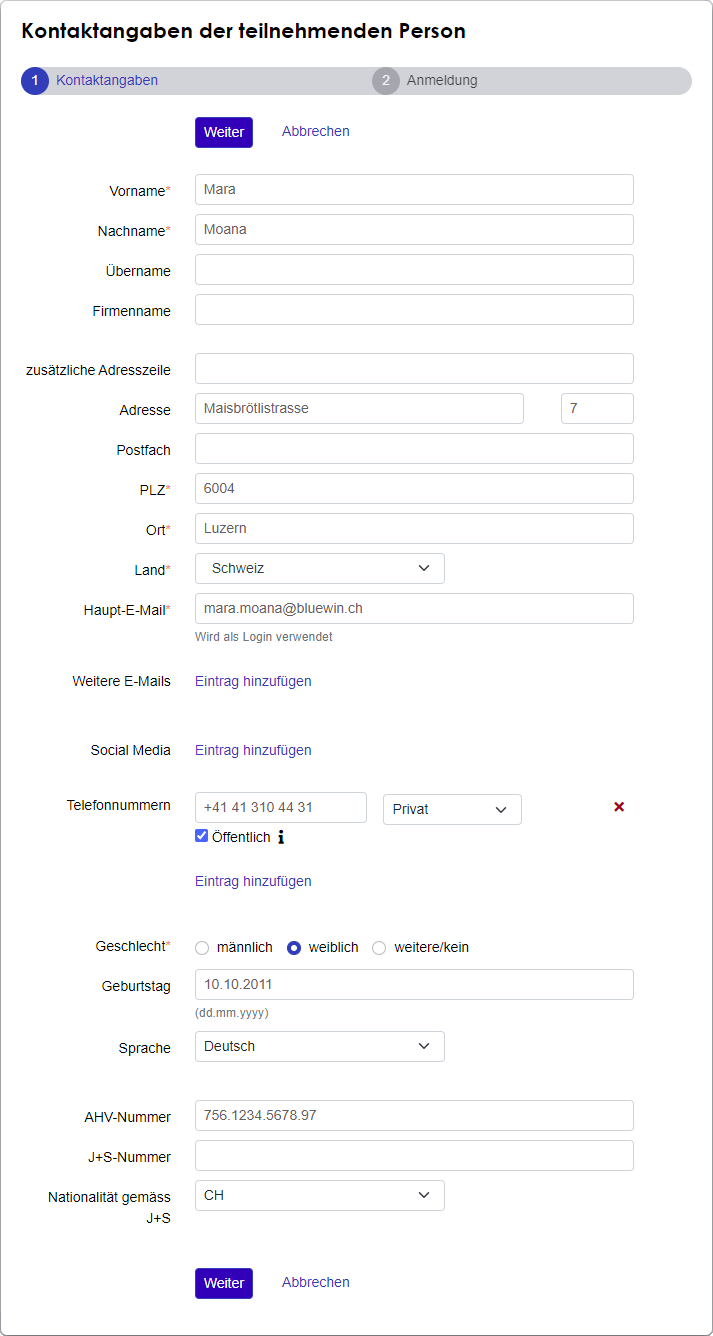 Kontaktangaben der teilnehmenden Person
1 Kontaktangaben 2 Anmeldung
Weiter Abbrechen
Vorname* Mara
Nachname* Moana
Übername
Firmenname
zusätzliche Adresszeile
Adresse Maisbrötlistrasse 7
Postfach
PLZ* 6004
Ort* Luzern
Land* Schweiz
Haupt-E-Mail* mara.moana@bluewin.ch
Wird als Login verwendet
Weitere E-Mails Eintrag hinzufügen
Social Media Eintrag hinzufügen
Telefonnummern +41 41 310 44 31 Privat
Öffentlich
Eintrag hinzufügen
Geschlecht* männlich weiblich weitere/kein
Geburtstag 10.10.2011
(dd.mm.yyyy)
Sprache Deutsch
AHV-Nummer 756.1234.5678.97
J+S-Nummer
Nationalität gemäss CH
J+S
Weiter Abbrechen